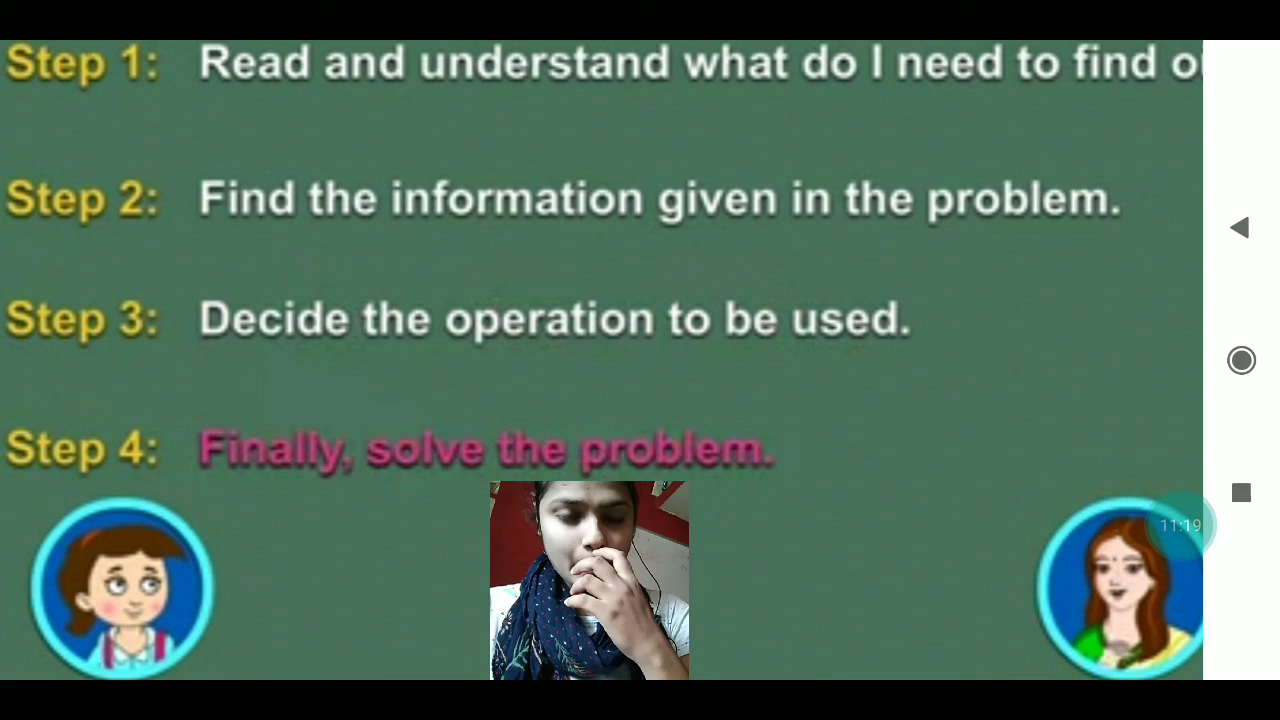 Step 1: Read and understand what do I need to find
Step 2: Find the information given in the problem.
Step 3: Decide the operation to be used.
Step 4: Finally, solve the problem.
11:19